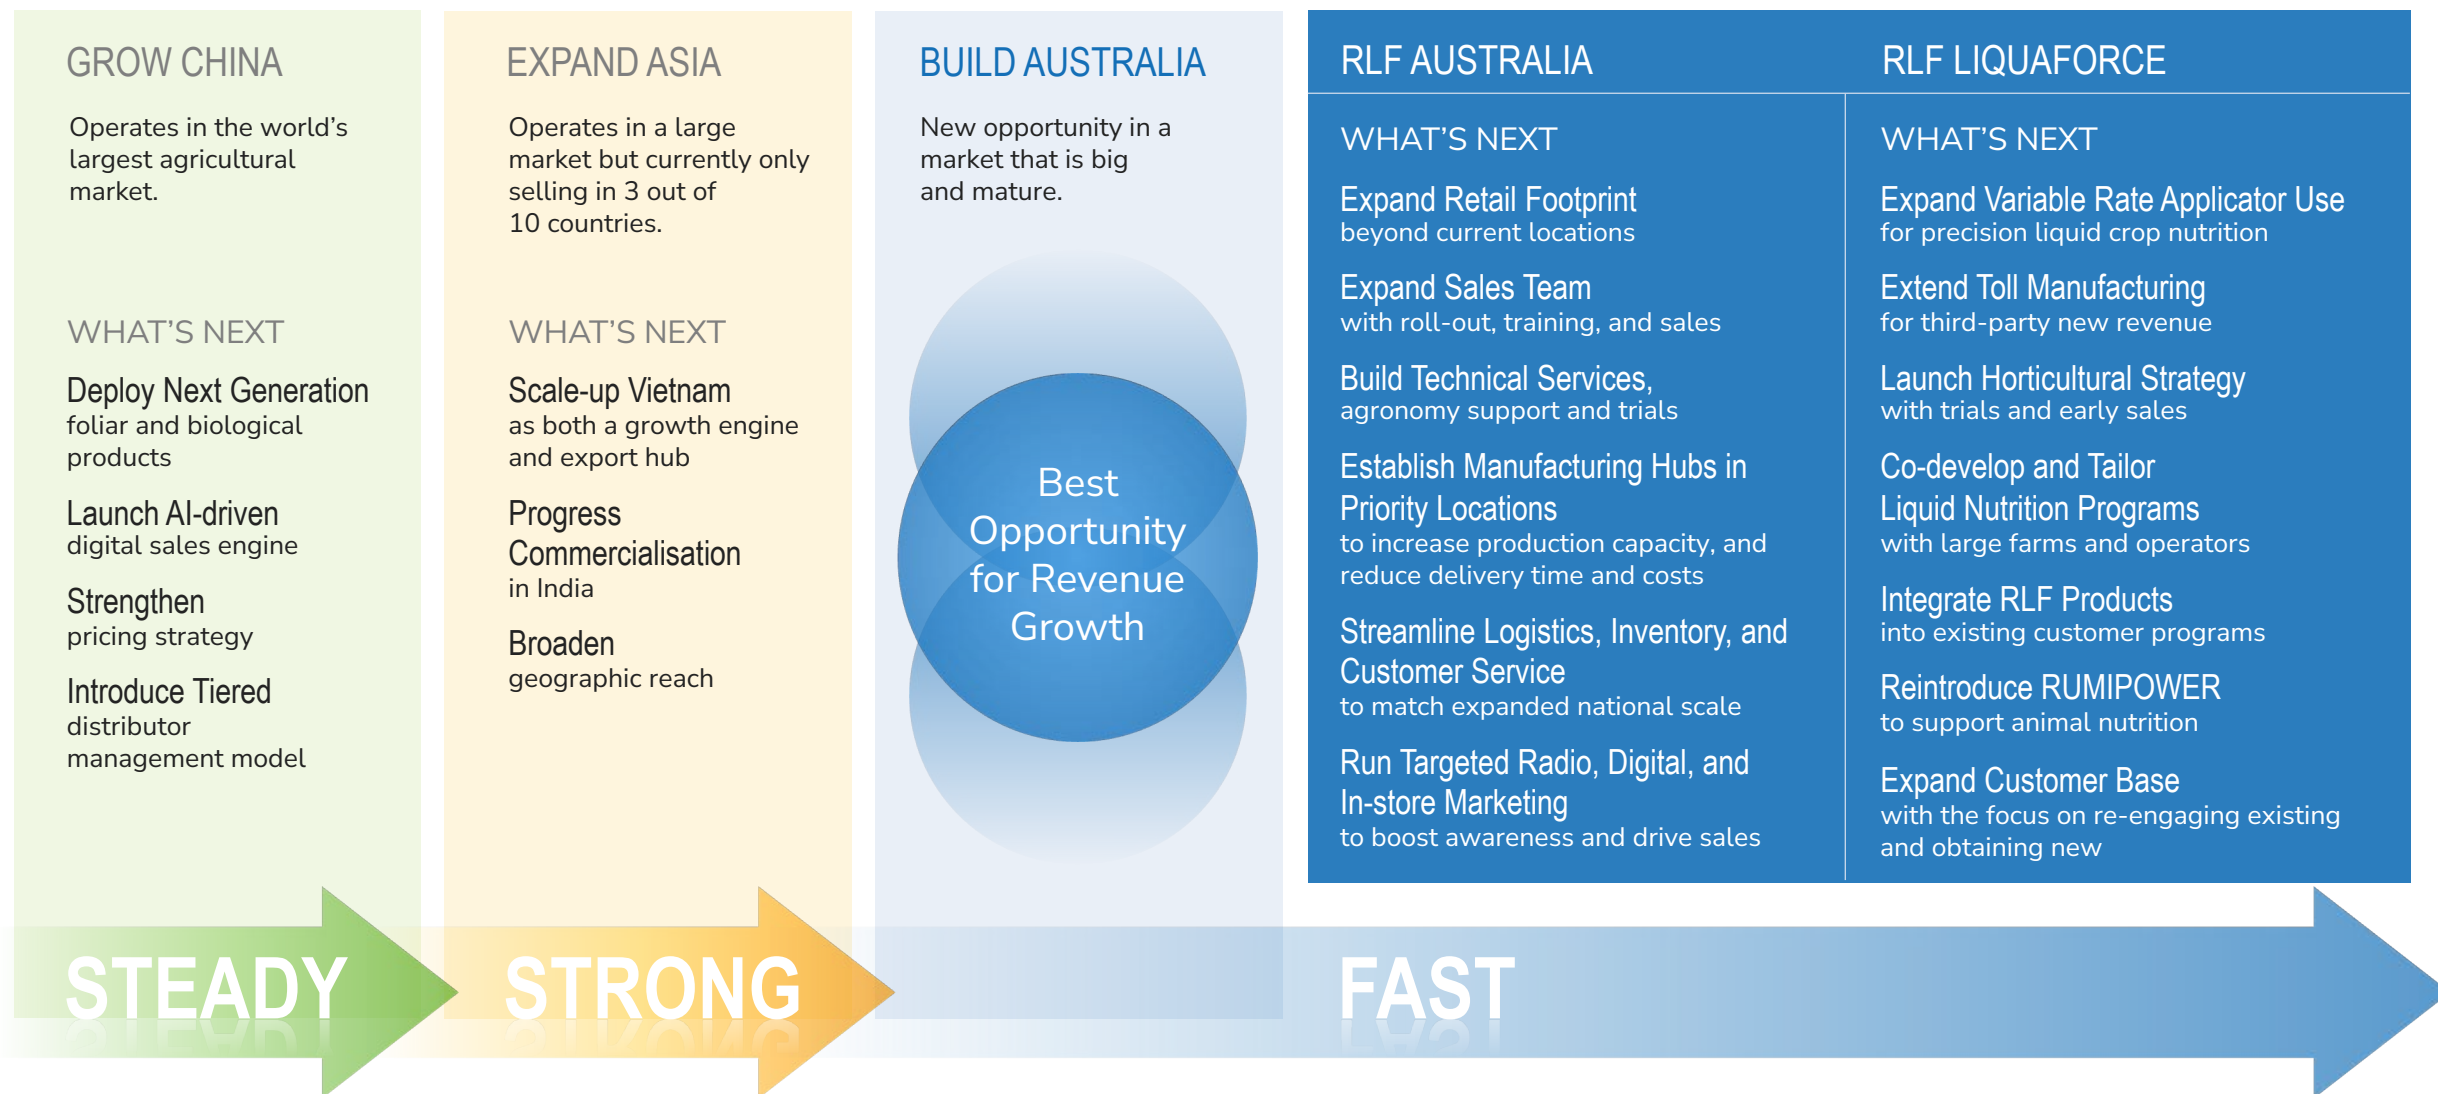 GROW CHINA
Operates in the world’s
largest agricultural
market.
WHAT’S NEXT
Deploy Next Generation
foliar and biological
products
Launch AI-driven
digital sales engine
Strengthen
pricing strategy
Introduce Tiered
distributor
management model
STEADY
EXPAND ASIA
Operates in a large
market but currently only
selling in 3 out of
10 countries.
WHAT’S NEXT
Scale-up Vietnam
as both a growth engine
and export hub
Progress
Commercialisation
in India
Broaden
geographic reach
STRONG
BUILD AUSTRALIA
New opportunity in a
market that is big
and mature.
Best
Opportunity
for Revenue
Growth
RLF AUSTRALIA
WHAT’S NEXT
Expand Retail Footprint
beyond current locations
Expand Sales Team
with roll-out, training, and sales
Build Technical Services,
agronomy support and trials
Establish Manufacturing Hubs in
Priority Locations
to increase production capacity, and
reduce delivery time and costs
Streamline Logistics, Inventory, and
Customer Service
to match expanded national scale
Run Targeted Radio, Digital, and
In-store Marketing
to boost awareness and drive sales
RLF LIQUAFORCE
WHAT’S NEXT
Expand Variable Rate Applicator Use
for precision liquid crop nutrition
Extend Toll Manufacturing
for third-party new revenue
Launch Horticultural Strategy
with trials and early sales
Co-develop and Tailor
Liquid Nutrition Programs
with large farms and operators
Integrate RLF Products
into existing customer programs
Reintroduce RUMIPOWER
to support animal nutrition
Expand Customer Base
with the focus on re-engaging existing
and obtaining new
FAST